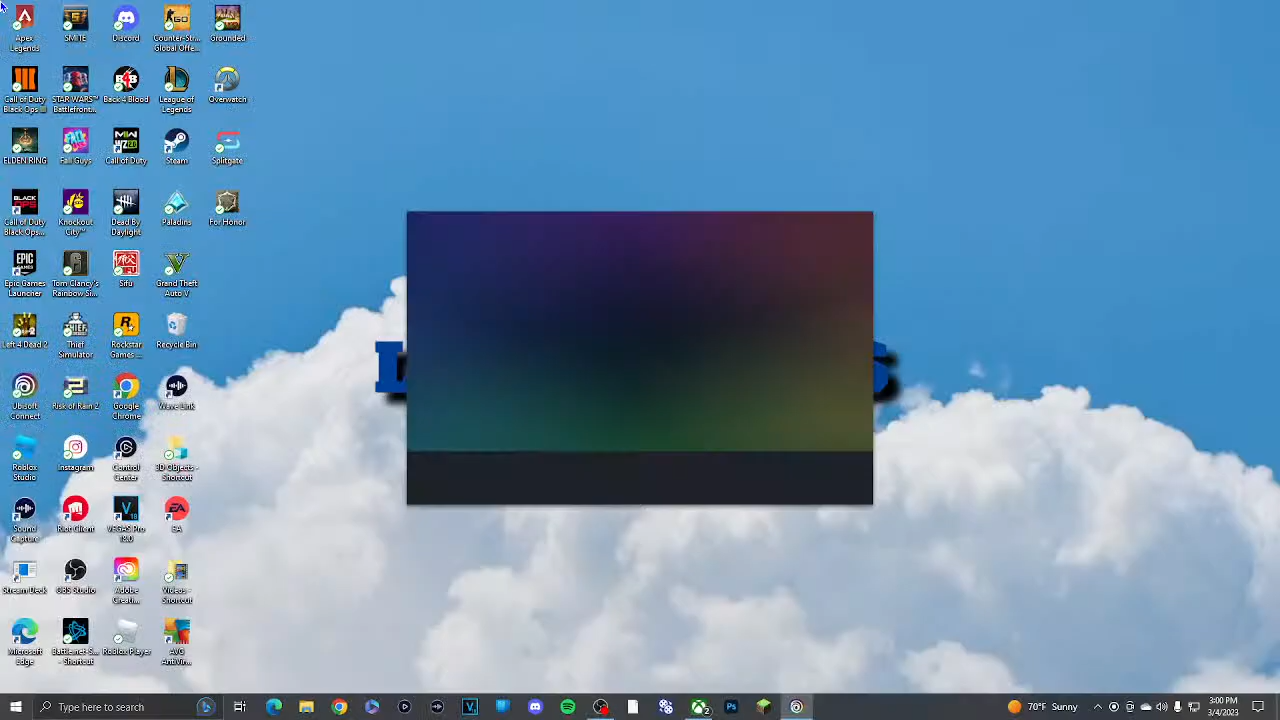 Apex
Legends
SMITE
Discord
Counter-Str...
Global Offe...
Grounded
Call of Duty
Black Ops III
STAR WARS™
Battlefront...
Back 4 Blood
League of
Legends
Overwatch
ELDEN RING
Fall Guys
Call of Duty
Steam
Splitgate
Call of Duty
Black Ops...
Knockout
City™
Dead By
Daylight
Paladins
For Honor
Epic Games
Launcher
Tom Clancy's
Rainbow Si...
Sifu
Grand Theft
Auto V
Left 4 Dead 2
Thief
Simulator
Rockstar
Games ...
Recycle Bin
Ubisoft
Connect
Risk of Rain 2
Google
Chrome
Wave Link
Roblox
Studio
Instagram
Control
Center
3D Objects -
Shortcut
Sound
Capture
Riot Client
VEGAS Pro
18.0
EA
Stream Deck
OBS Studio
Adobe
Creati...
Videos -
Shortcut
Microsoft
Edge
Battle.net-S...
- Shortcut
Roblox Player
AVG
AntiVir...
Type here to search
70°F Sunny
3:00 PM
3/4/2023